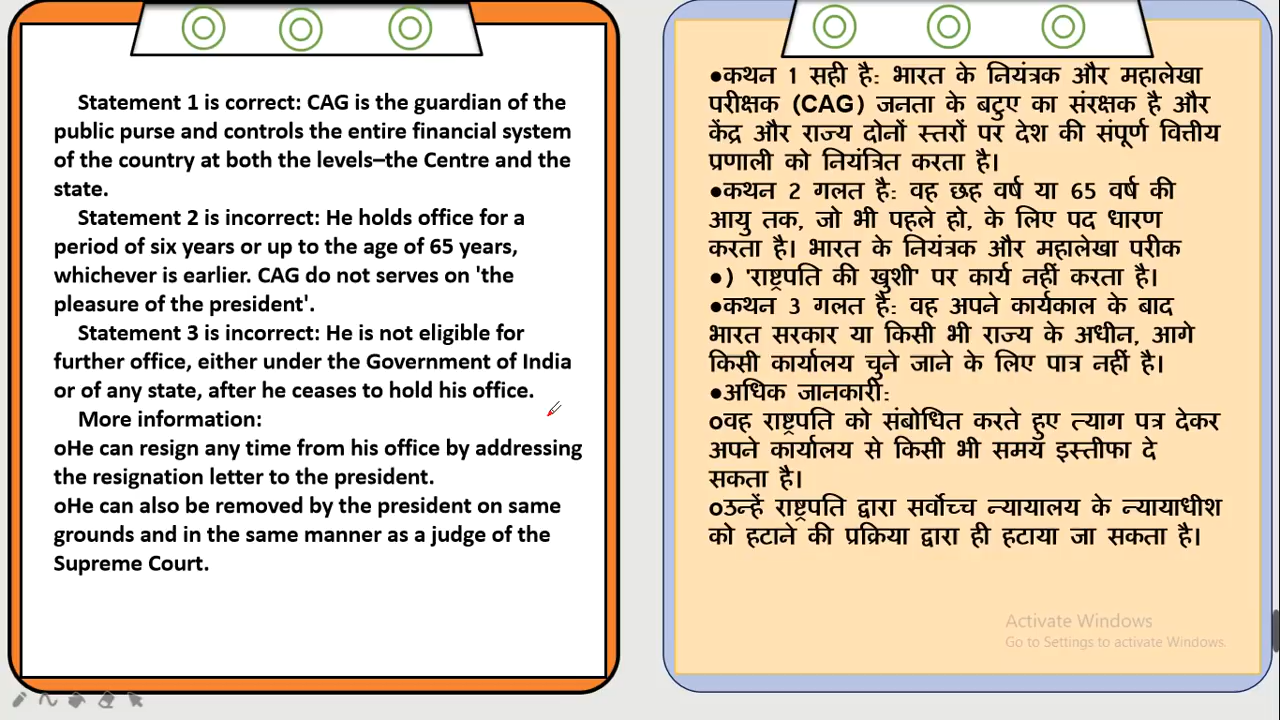 Statement 1 is correct: CAG is the guardian of the
public purse and controls the entire financial system
of the country at both the levels–the Centre and the
state.
Statement 2 is incorrect: He holds office for a
period of six years or up to the age of 65 years,
whichever is earlier. CAG do not serves on 'the
pleasure of the president'.
Statement 3 is incorrect: He is not eligible for
further office, either under the Government of India
or of any state, after he ceases to hold his office.
More information:
oHe can resign any time from his office by addressing
the resignation letter to the president.
oHe can also be removed by the president on same
grounds and in the same manner as a judge of the
Supreme Court.
●कथन 1 सही है: भारत के नियंत्रक और महालेखा
परीक्षक (CAG) जनता के बटुए का संरक्षक है और
केंद्र और राज्य दोनों स्तरों पर देश की संपूर्ण वित्तीय
प्रणाली को नियंत्रित करता है।
●कथन 2 गलत है: वह छह वर्ष या 65 वर्ष की
आयु तक, जो भी पहले हो, के लिए पद धारण
करता है। भारत के नियंत्रक और महालेखा परीक
●) 'राष्ट्रपति की खुशी' पर कार्य नहीं करता है।
●कथन 3 गलत है: वह अपने कार्यकाल के बाद
भारत सरकार या किसी भी राज्य के अधीन, आगे
किसी कार्यालय चुने जाने के लिए पात्र नहीं है।
●अधिक जानकारी:
oवह राष्ट्रपति को संबोधित करते हुए त्याग पत्र देकर
अपने कार्यालय से किसी भी समय इस्तीफा दे
सकता है।
oउन्हें राष्ट्रपति द्वारा सर्वोच्च न्यायालय के न्यायाधीश
को हटाने की प्रक्रिया द्वारा ही हटाया जा सकता है।
Activate Windows
Go to Settings to activate Windows.